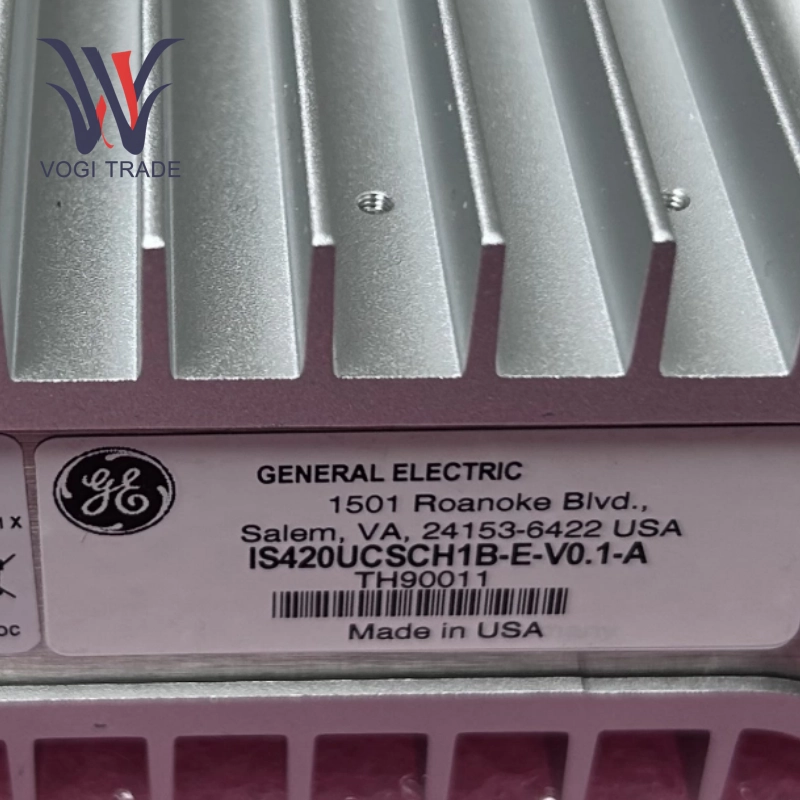 VOGI TRADE
GE
GENERAL ELECTRIC
1501 Roanoke Blvd.,
Salem, VA, 24153-6422 USA
IS420UCSCH1B-E-V0.1-A
TH90011
Made in USA
X
DC